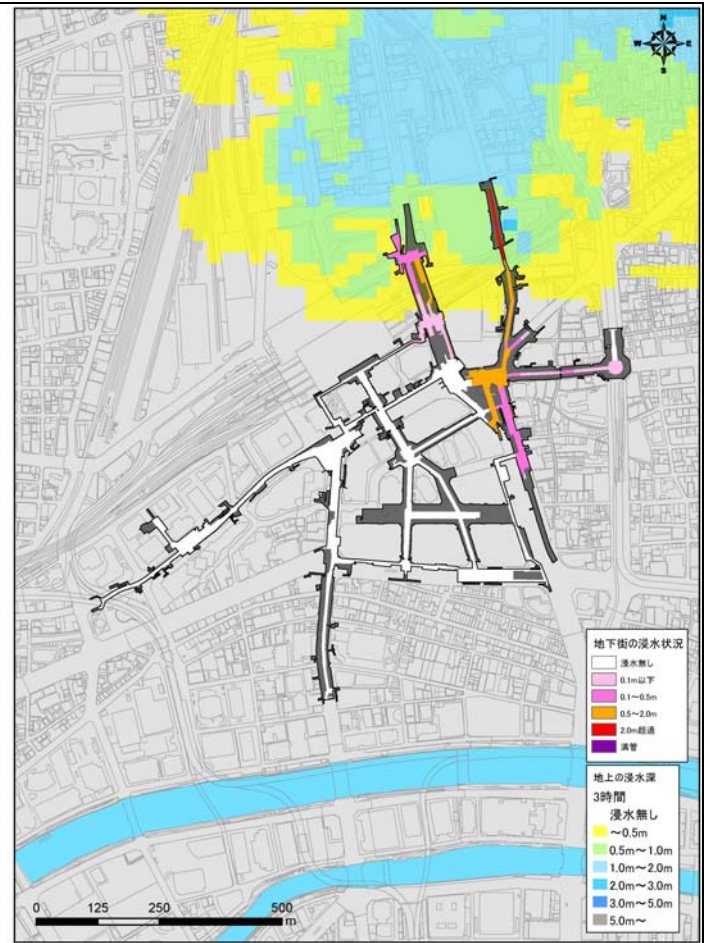 N
W E
S
地下街の浸水状況
浸水無し
0.1m以下
0.1～0.5m
0.5～2.0m
2.0m超過
満管
地上の浸水深
3時間
浸水無し
～0.5m
0.5m～1.0m
1.0m～2.0m
2.0m～3.0m
3.0m～5.0m
5.0m～
0 125 250 500
m